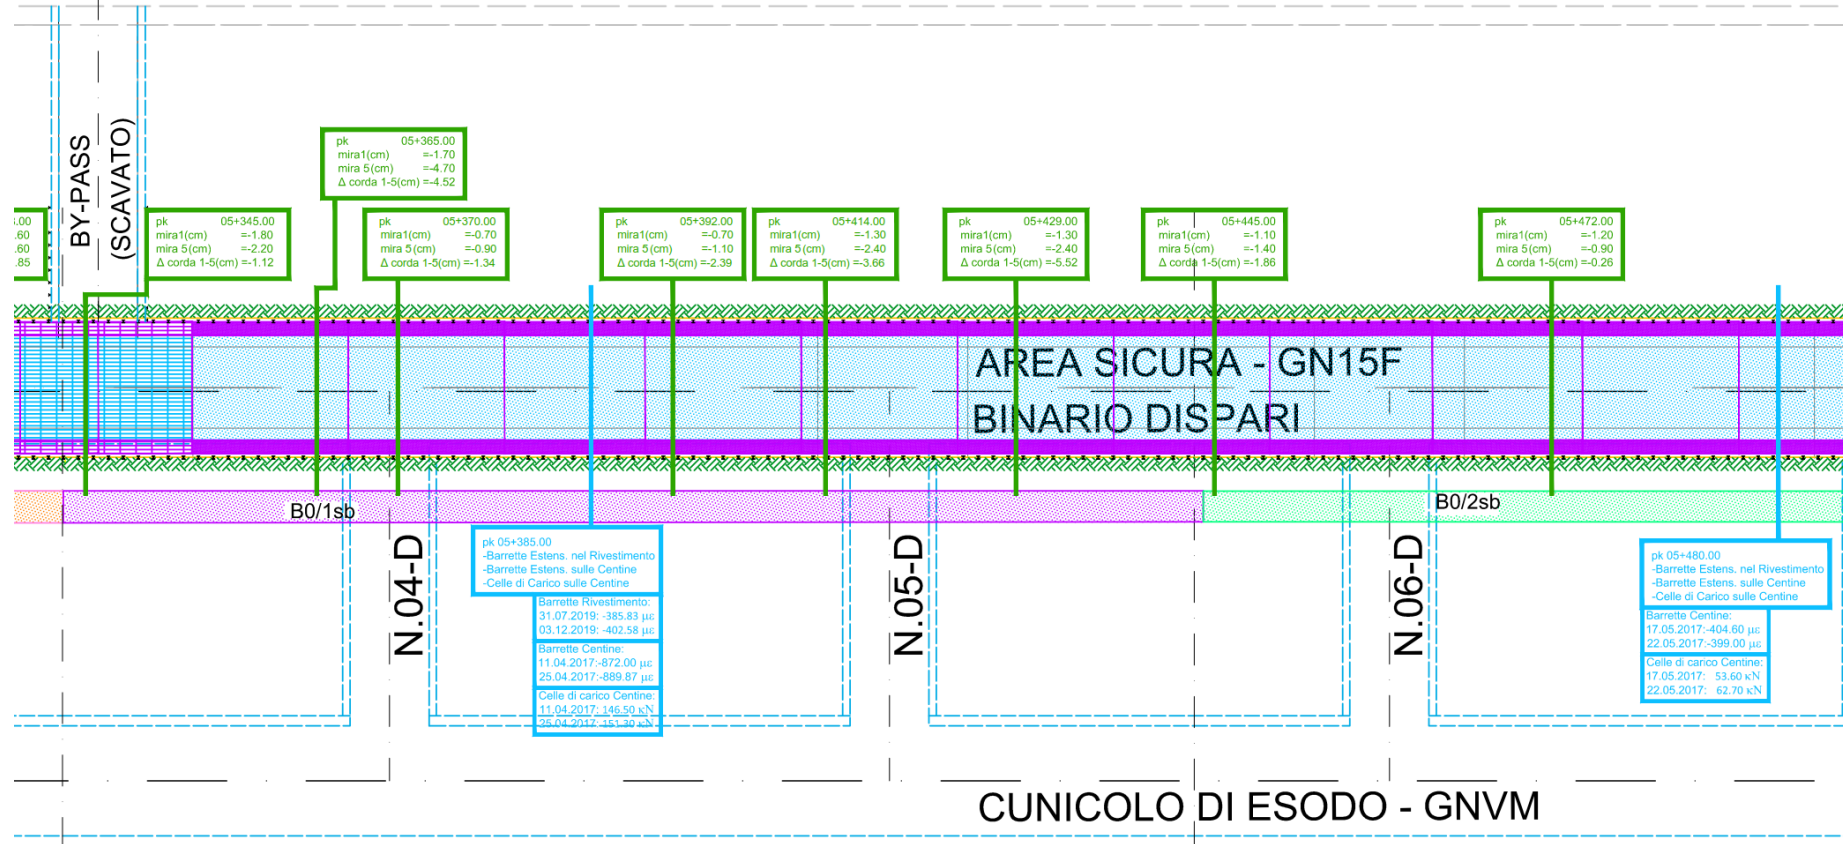 BY-PASS
(SCAVATO)
.00
.60
.60
.85
pk 05+345.00
mira1(cm) =-1.80
mira 5(cm) =-2.20
Δ corda 1-5(cm) =-1.12
pk 05+365.00
mira1(cm) =-1.70
mira 5(cm) =-4.70
Δ corda 1-5(cm) =-4.52
pk 05+370.00
mira1(cm) =-0.70
mira 5(cm) =-0.90
Δ corda 1-5(cm) =-1.34
pk 05+392.00
mira1(cm) =-0.70
mira 5(cm) =-1.10
Δ corda 1-5(cm) =-2.39
pk 05+414.00
mira1(cm) =-1.30
mira 5(cm) =-2.40
Δ corda 1-5(cm) =-3.66
pk 05+429.00
mira1(cm) =-1.30
mira 5(cm) =-2.40
Δ corda 1-5(cm) =-5.52
pk 05+445.00
mira1(cm) =-1.10
mira 5(cm) =-1.40
Δ corda 1-5(cm) =-1.86
pk 05+472.00
mira1(cm) =-1.20
mira 5(cm) =-0.90
Δ corda 1-5(cm) =-0.26
AREA SICURA - GN15F
BINARIO DISPARI
B0/1sb
B0/2sb
N.04-D
pk 05+385.00
-Barrette Estens. nel Rivestimento
-Barrette Estens. sulle Centine
-Celle di Carico sulle Centine
Barrette Rivestimento:
31.07.2019: -385.83 με
03.12.2019: -402.58 με
Barrette Centine:
11.04.2017:-872.00 με
25.04.2017:-889.87 με
Celle di carico Centine:
11.04.2017: 146.50 κN
25.04.2017: 151.30 κN
N.05-D
N.06-D
pk 05+480.00
-Barrette Estens. nel Rivestimento
-Barrette Estens. sulle Centine
-Celle di Carico sulle Centine
Barrette Centine:
17.05.2017:-404.60 με
22.05.2017:-399.00 με
Celle di carico Centine:
17.05.2017: 53.60 κN
22.05.2017: 62.70 κN
CUNICOLO DI ESODO - GNVM